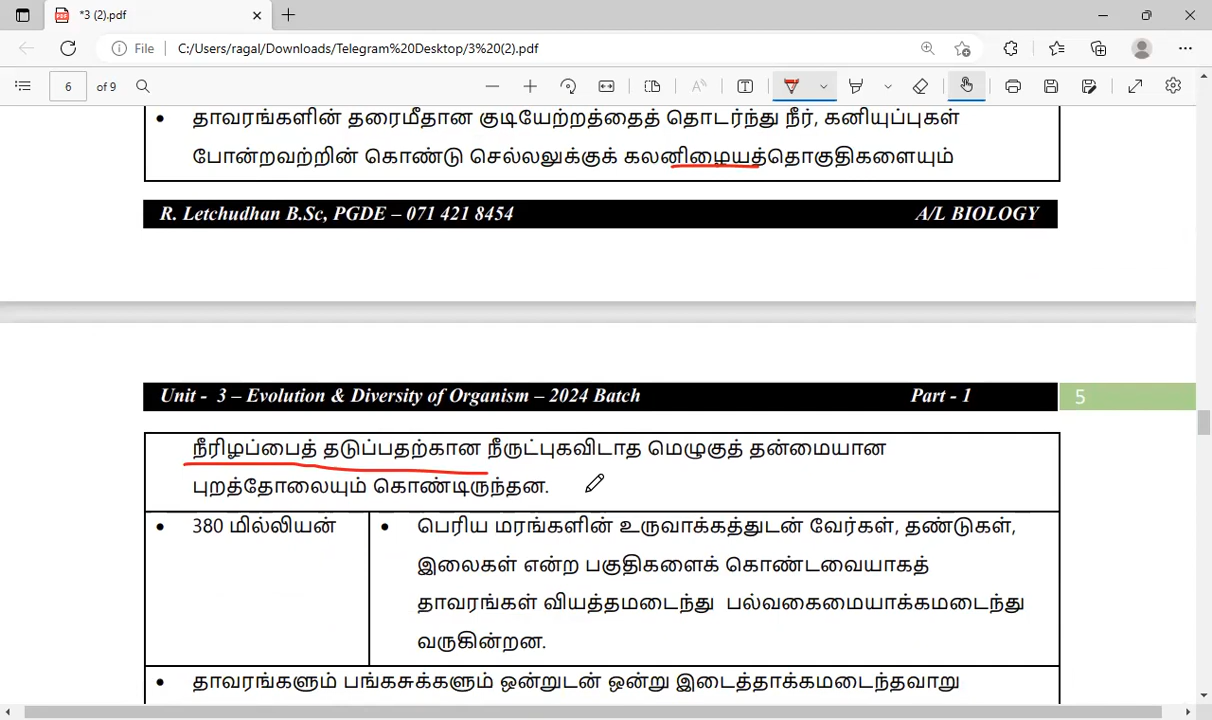 *3 (2).pdf
File C:/Users/ragal/Downloads/Telegram%20Desktop/3%20(2).pdf
6 of 9
தாவரங்களின் தரைமீதான குடியேற்றத்தைத் தொடர்ந்து நீர், கனியுப்புகள்
போன்றவற்றின் கொண்டு செல்லலுக்குக் கலனிழையத்தொகுதிகளையும்
R. Letchudhan B.Sc, PGDE – 071 421 8454 A/L BIOLOGY
Unit - 3 – Evolution & Diversity of Organism – 2024 Batch Part - 1 5
நீரிழப்பைத் தடுப்பதற்கான நீருட்புகவிடாத மெழுகுத் தன்மையான
புறத்தோலையும் கொண்டிருந்தன.
380 மில்லியன் பெரிய மரங்களின் உருவாக்கத்துடன் வேர்கள், தண்டுகள்,
இலைகள் என்ற பகுதிகளைக் கொண்டவையாகத்
தாவரங்கள் வியத்தமடைந்து பல்வகைமையாக்கமடைந்து
வருகின்றன.
தாவரங்களும் பங்கசுக்களும் ஒன்றுடன் ஒன்று இடைத்தாக்கமடைந்தவாறு